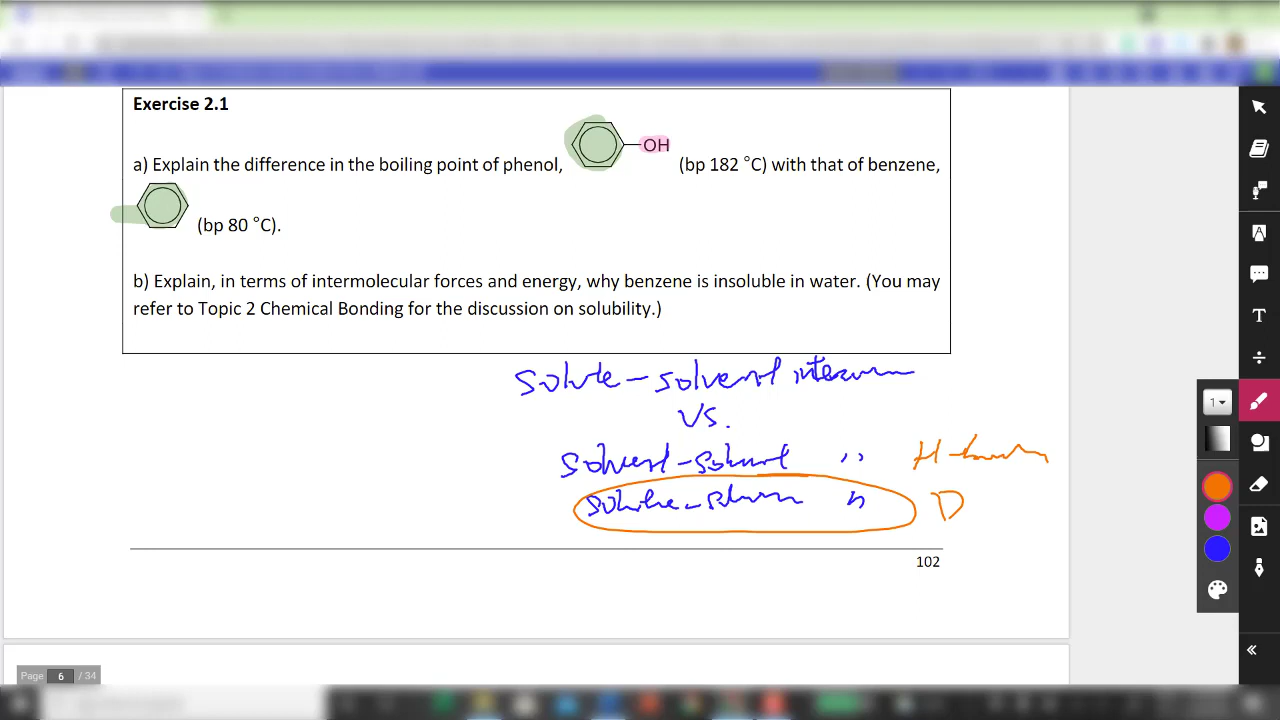 Exercise 2.1
a) Explain the difference in the boiling point of phenol, OH (bp 182 °C) with that of benzene,
(bp 80 °C).
b) Explain, in terms of intermolecular forces and energy, why benzene is insoluble in water. (You may
refer to Topic 2 Chemical Bonding for the discussion on solubility.)
solute-solvent
vs.
solvent-solvent ''
solute- "
D
102
Page 6 / 34
T
1